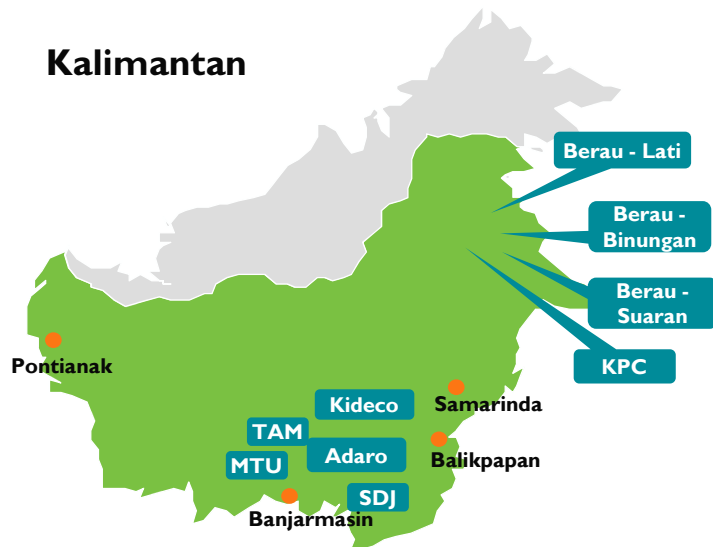 Kalimantan
Berau - Lati
Berau -
Binungan
Berau -
Suaran
KPC
Pontianak
Kideco
Samarinda
TAM
Adaro
MTU
Balikpapan
SDJ
Banjarmasin